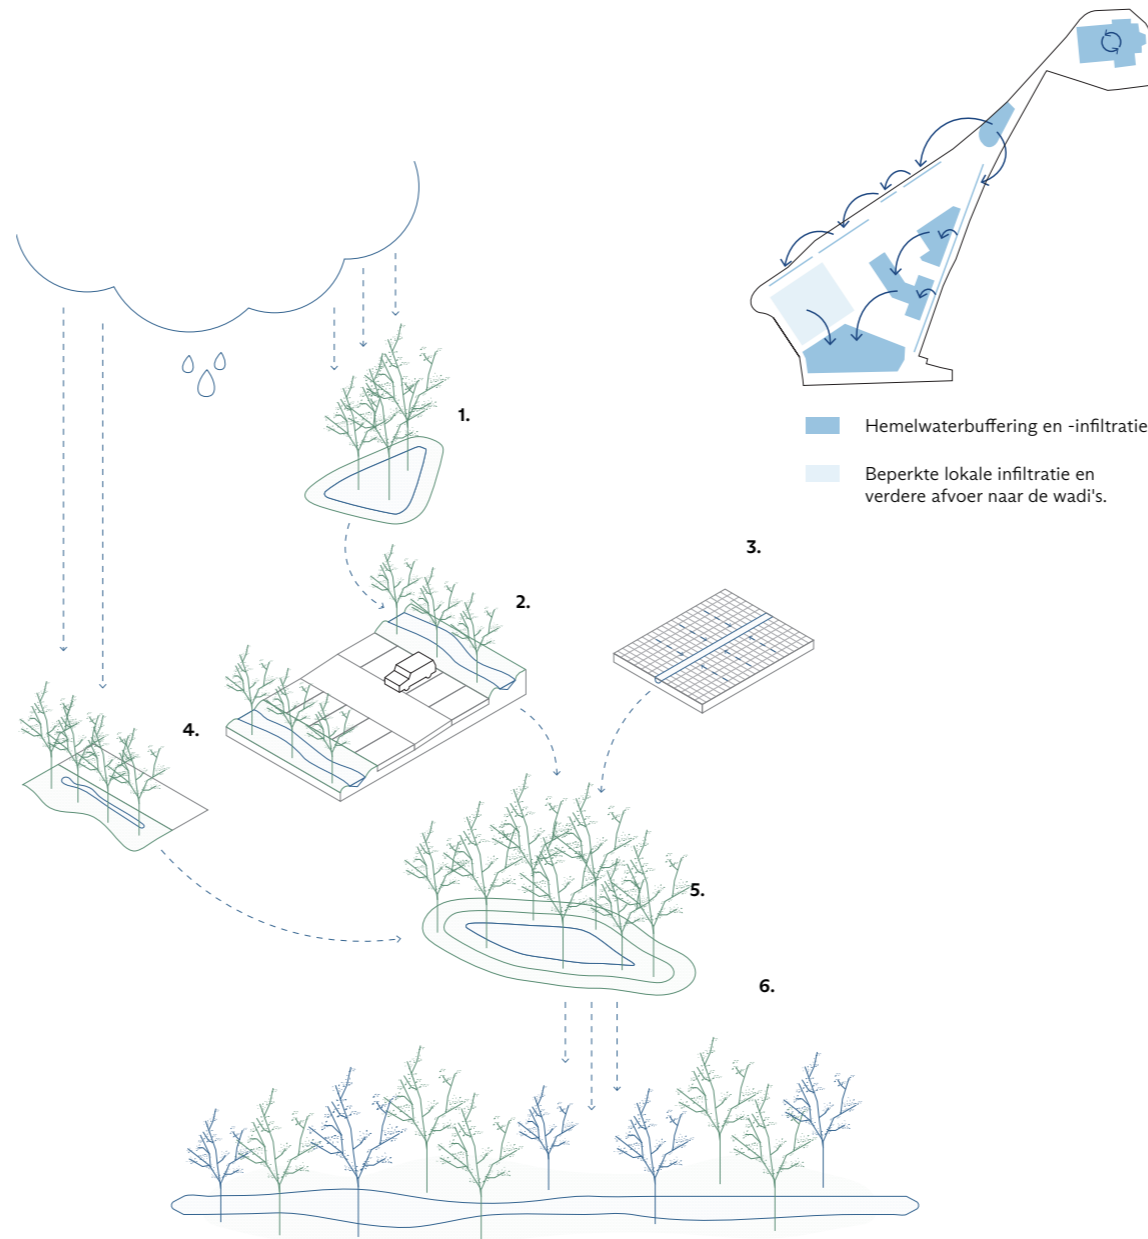 1.
Hemelwaterbuffering en -infiltratie
Beperkte lokale infiltratie en
verdere afvoer naar de wadi's.
3.
2.
4.
5.
6.